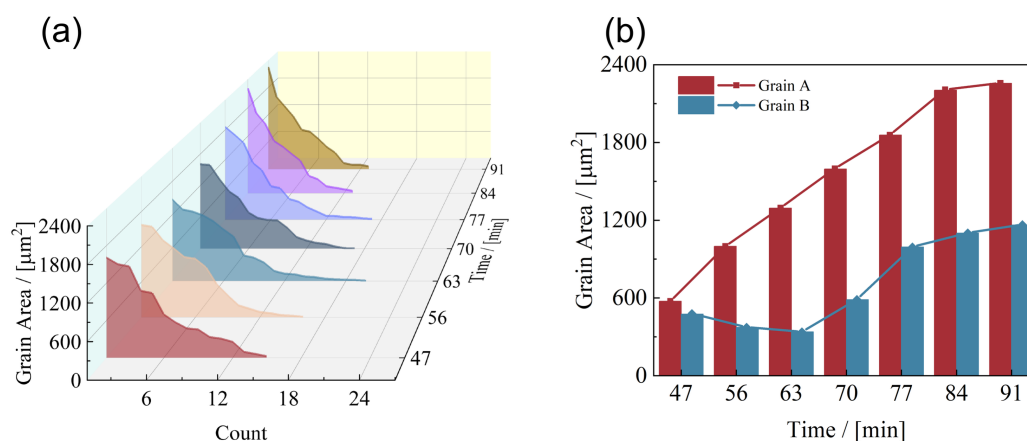 (a)
Grain Area / [μm²]
2400
1800
1200
600
0
6
12
18
24
Count
47
56
63
70
77
84
91
Time / [min]
(b)
Grain Area / [μm²]
2400
1800
1200
600
0
Grain A
Grain B
47 56 63 70 77 84 91
Time / [min]